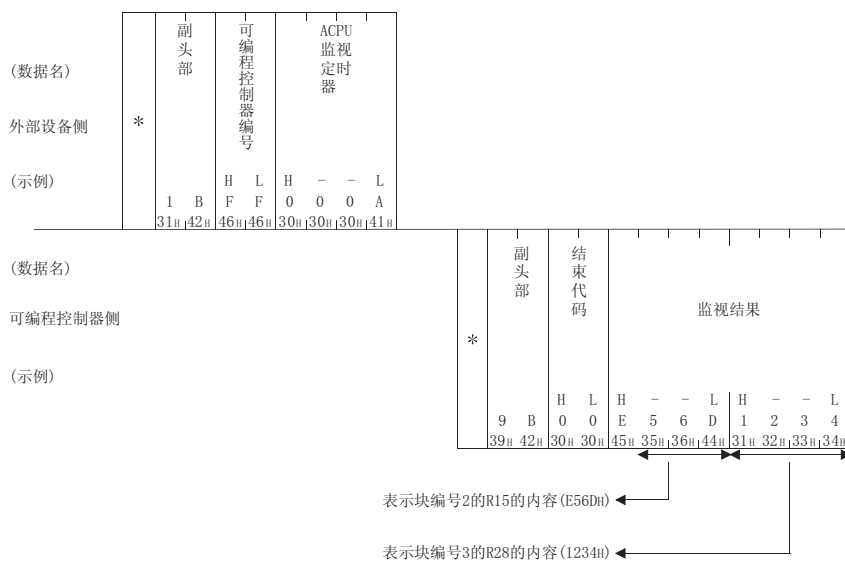 副头部
可编程控制器编号
ACPU
监视
定时
器
(数据名)
外部设备侧
*
(示例)
H L H - - L
1 B F F 0 0 0 A
31H 42H 46H 46H 30H 30H 30H 41H
(数据名)
副头部
结束代码
监视结果
可编程控制器侧
*
(示例)
H L H - - L H - - L
9 B 0 0 E 5 6 D 1 2 3 4
39H 42H 30H 30H 45H 35H 36H 44H 31H 32H 33H 34H
表示块编号2的R15的内容(E56DH)
表示块编号3的R28的内容(1234H)